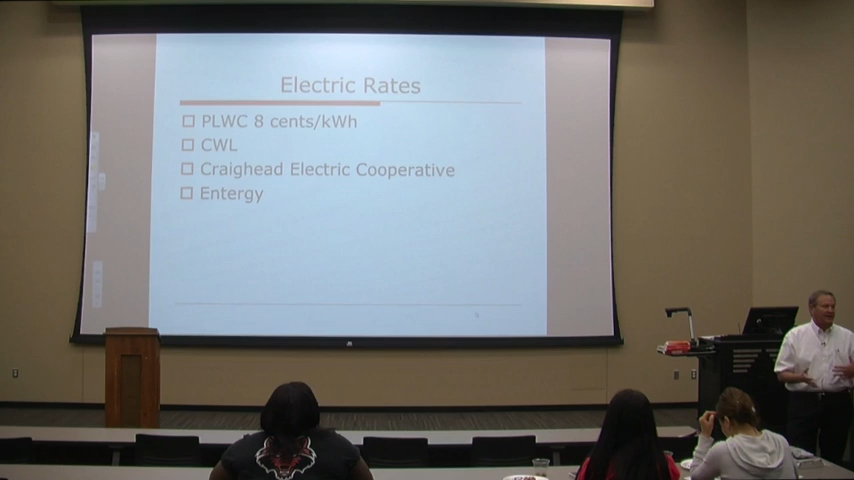 Electric Rates
PLWC 8 cents/kWh
CWL
Craighead Electric Cooperative
Entergy